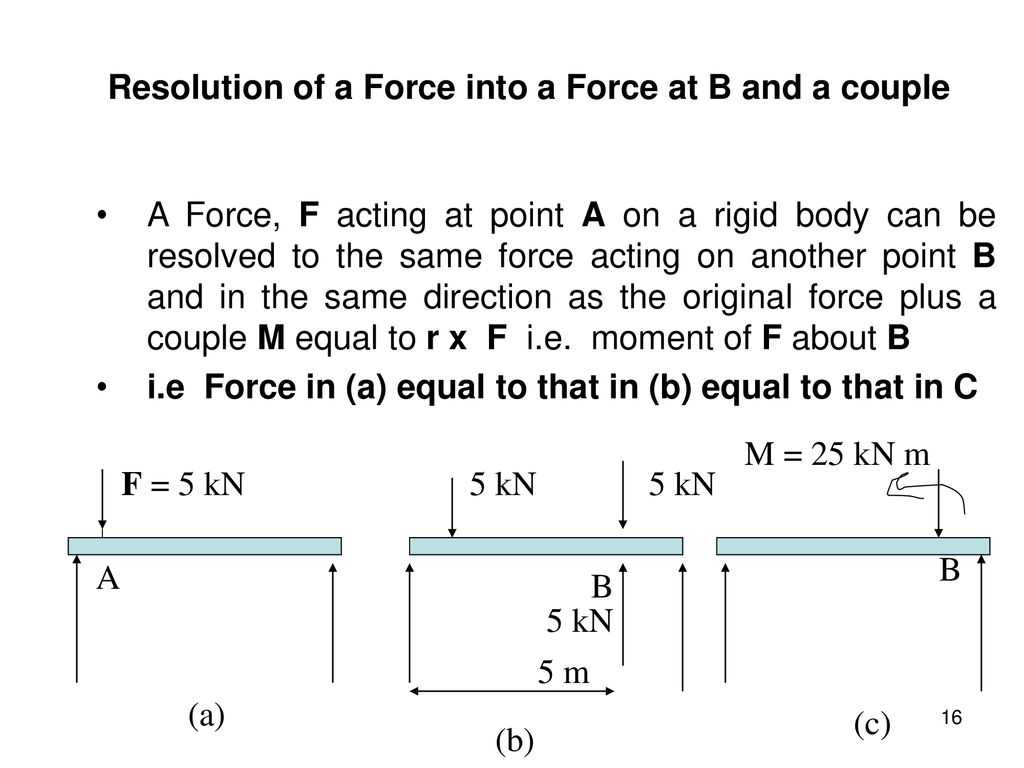 Resolution of a Force into a Force at B and a couple
• A Force, F acting at point A on a rigid body can be
resolved to the same force acting on another point B
and in the same direction as the original force plus a
couple M equal to r x F i.e. moment of F about B
• i.e Force in (a) equal to that in (b) equal to that in C
M = 25 kN m
F = 5 kN
5 kN
5 kN
A
B
B
5 kN
5 m
(a)
(b)
(c)
16